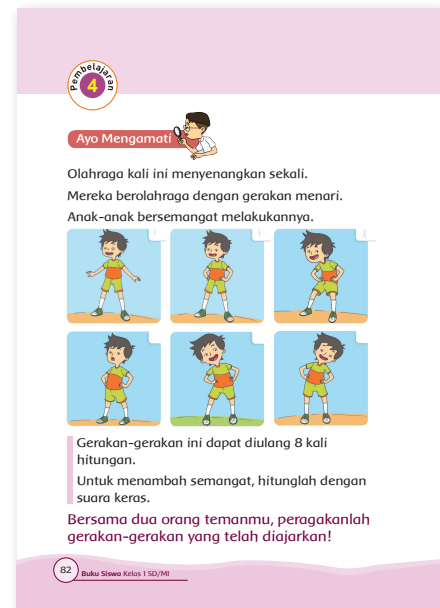 Pembelajaran
4
Ayo Mengamati
Olahraga kali ini menyenangkan sekali.
Mereka berolahraga dengan gerakan menari.
Anak-anak bersemangat melakukannya.
Gerakan-gerakan ini dapat diulang 8 kali
hitungan.
Untuk menambah semangat, hitunglah dengan
suara keras.
Bersama dua orang temanmu, peragakanlah
gerakan-gerakan yang telah diajarkan!
82 Buku Siswa Kelas 1 SD/MI